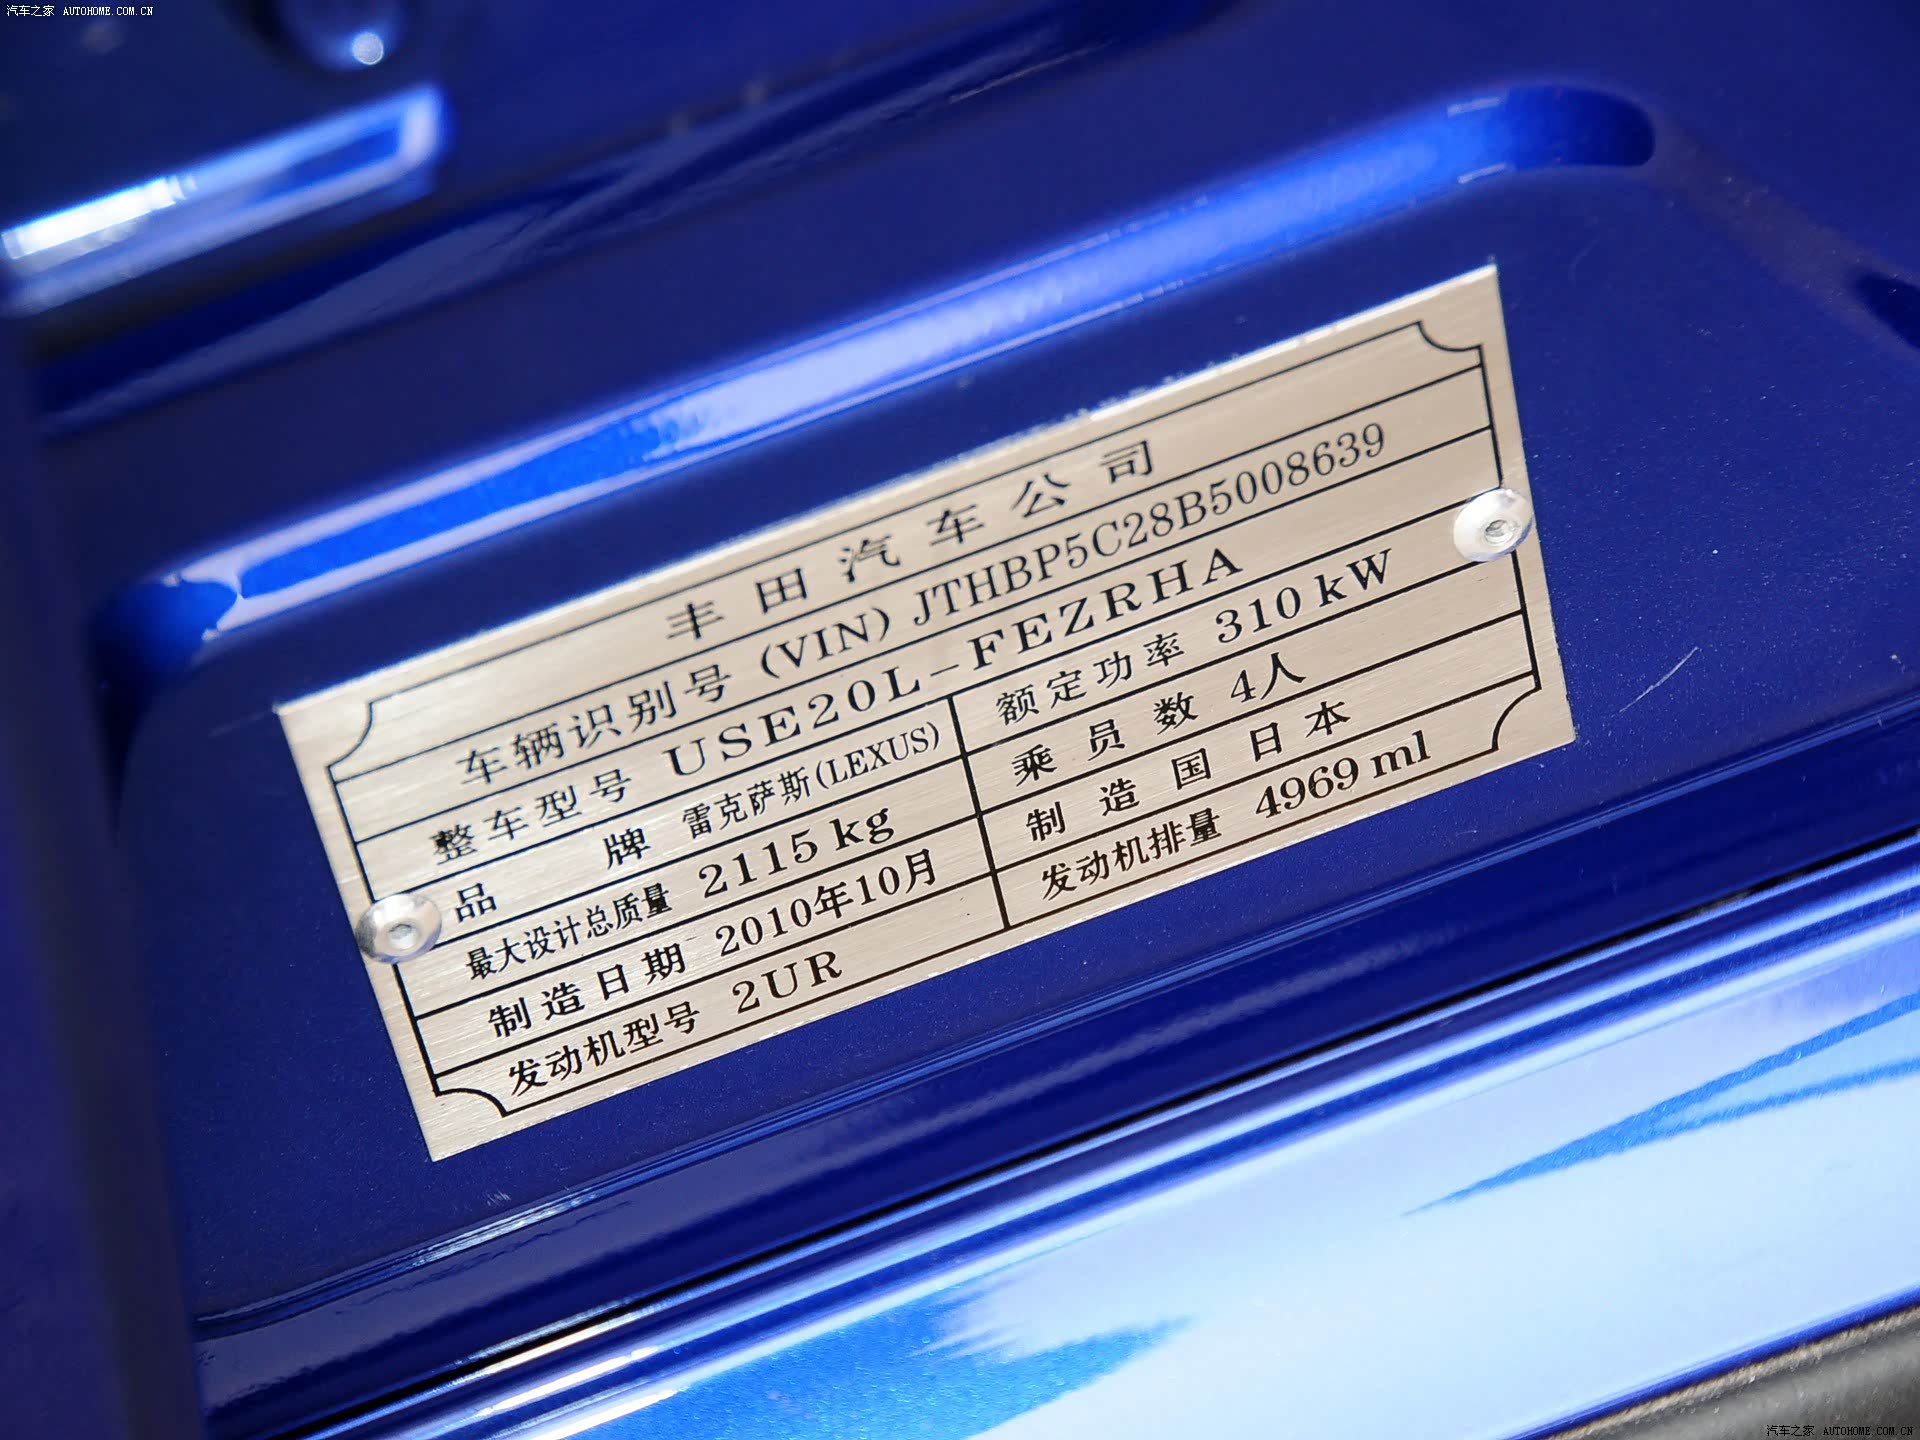 汽车之家 AUTOHOME.COM.CN
丰田汽车公司
车辆识别号 (VIN) JTHBP5C28B5008639
整车型号 USE20L-FEZRHA
品牌 雷克萨斯(LEXUS) 额定功率 310 kW
最大设计总质量 2115 kg 乘员数 4人
制造日期 2010年10月 制造国 日本
发动机型号 2UR 发动机排量 4969 ml
汽车之家 AUTOHOME.COM.CN